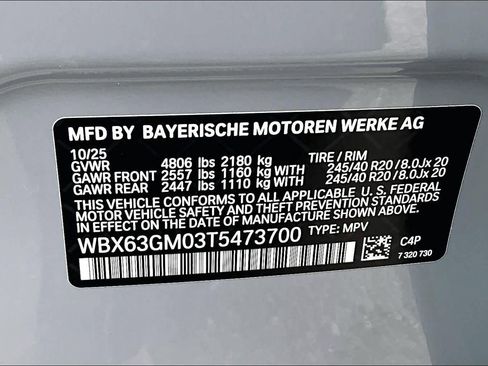 MFD BY BAYERISCHE MOTOREN WERKE AG
10/25 TIRE / RIM
GVWR 4806 lbs 2180 kg
GAWR FRONT 2557 lbs 1160 kg WITH 245/40 R20 / 8.0Jx 20
GAWR REAR 2447 lbs 1110 kg WITH 245/40 R20 / 8.0Jx 20
THIS VEHICLE CONFORMS TO ALL APPLICABLE U.S. FEDERAL
MOTOR VEHICLE SAFETY, BUMPER, AND THEFT PREVENTION STANDARDS
IN EFFECT ON THE DATE OF MANUFACTURE SHOWN ABOVE.
WBX63GM03T5473700 TYPE: MPV
C4P
7 320 730